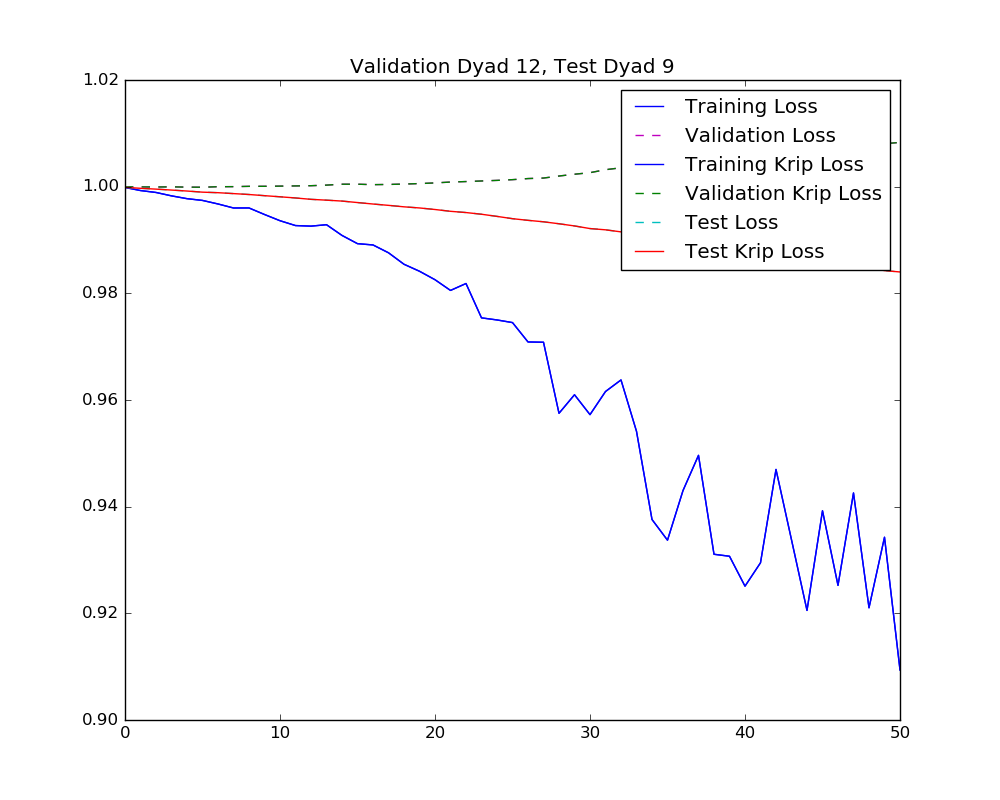 Validation Dyad 12, Test Dyad 9
1.02
1.00
0.98
0.96
0.94
0.92
0.90
0
10
20
30
40
50
Training Loss
Validation Loss
Training Krip Loss
Validation Krip Loss
Test Loss
Test Krip Loss